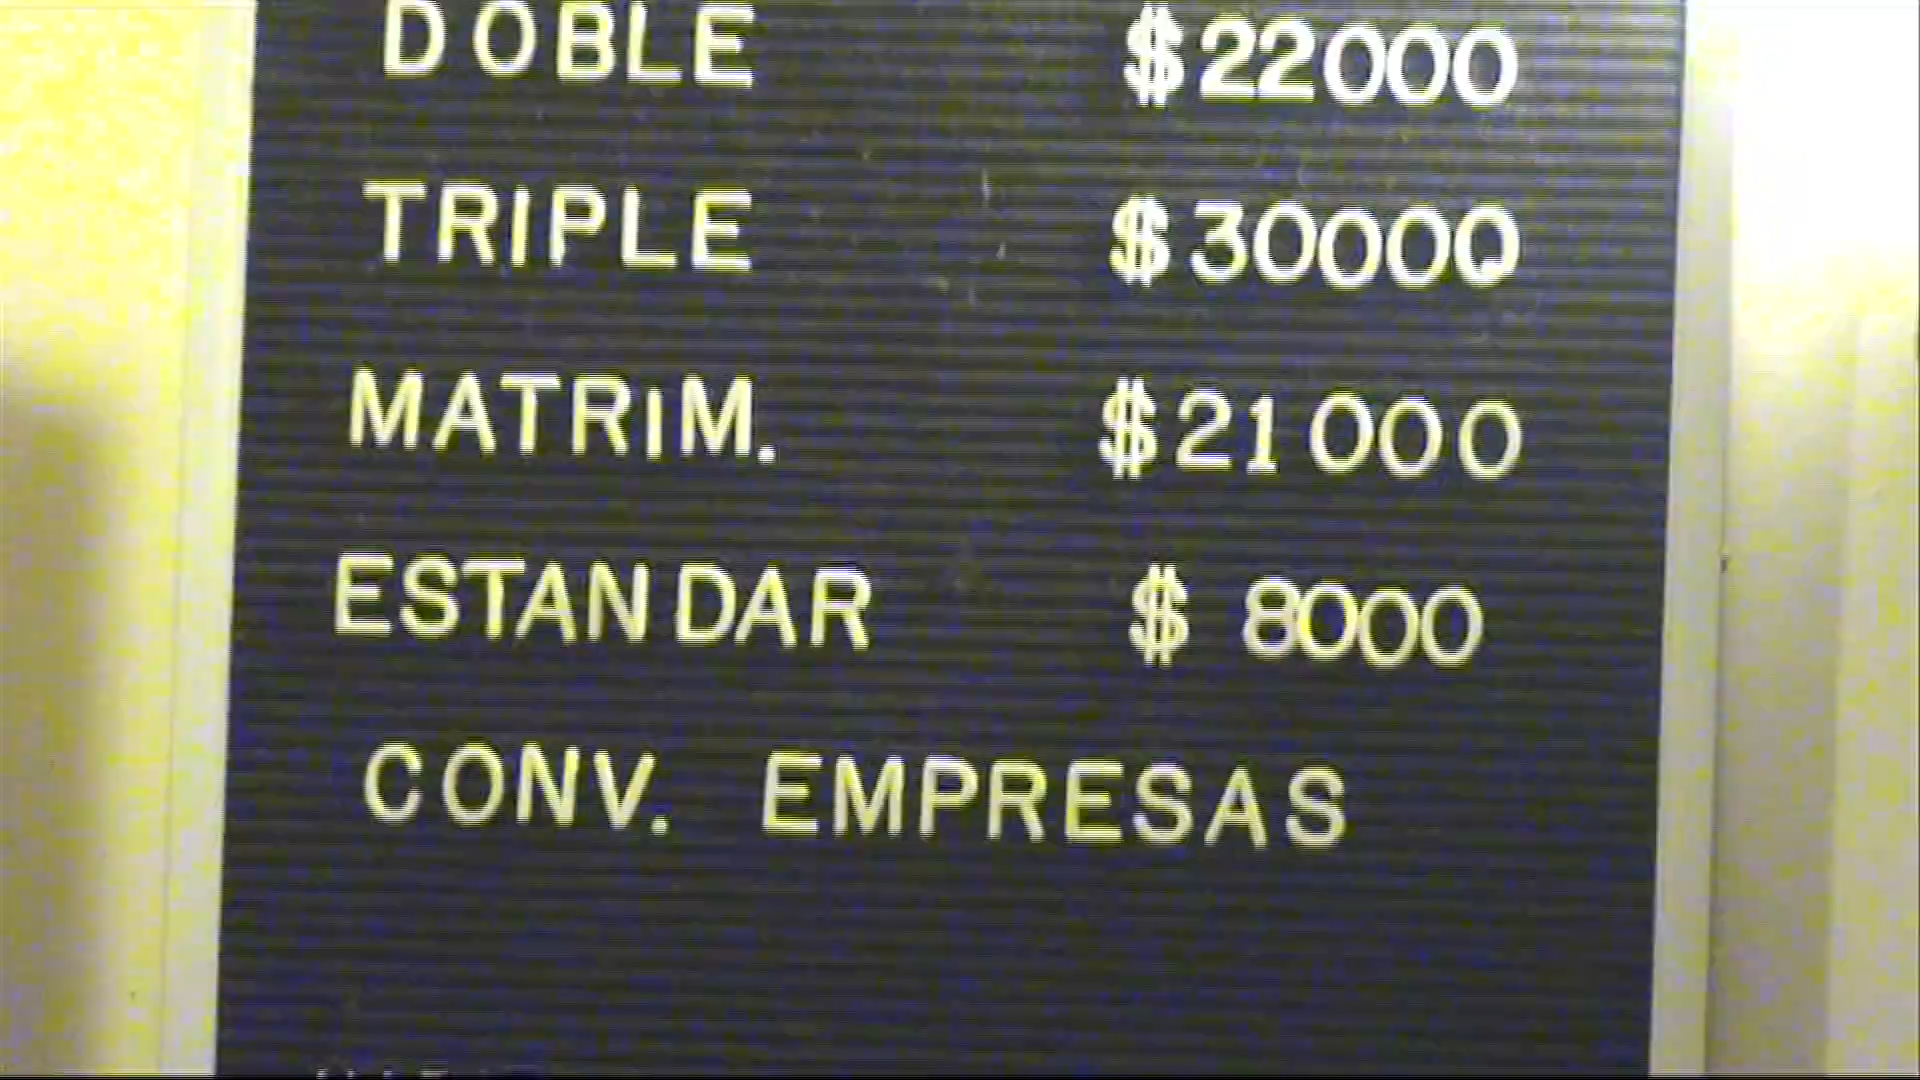 DOBLE $22000
TRIPLE $30000
MATRIM. $21000
ESTANDAR $ 8000
CONV. EMPRESAS